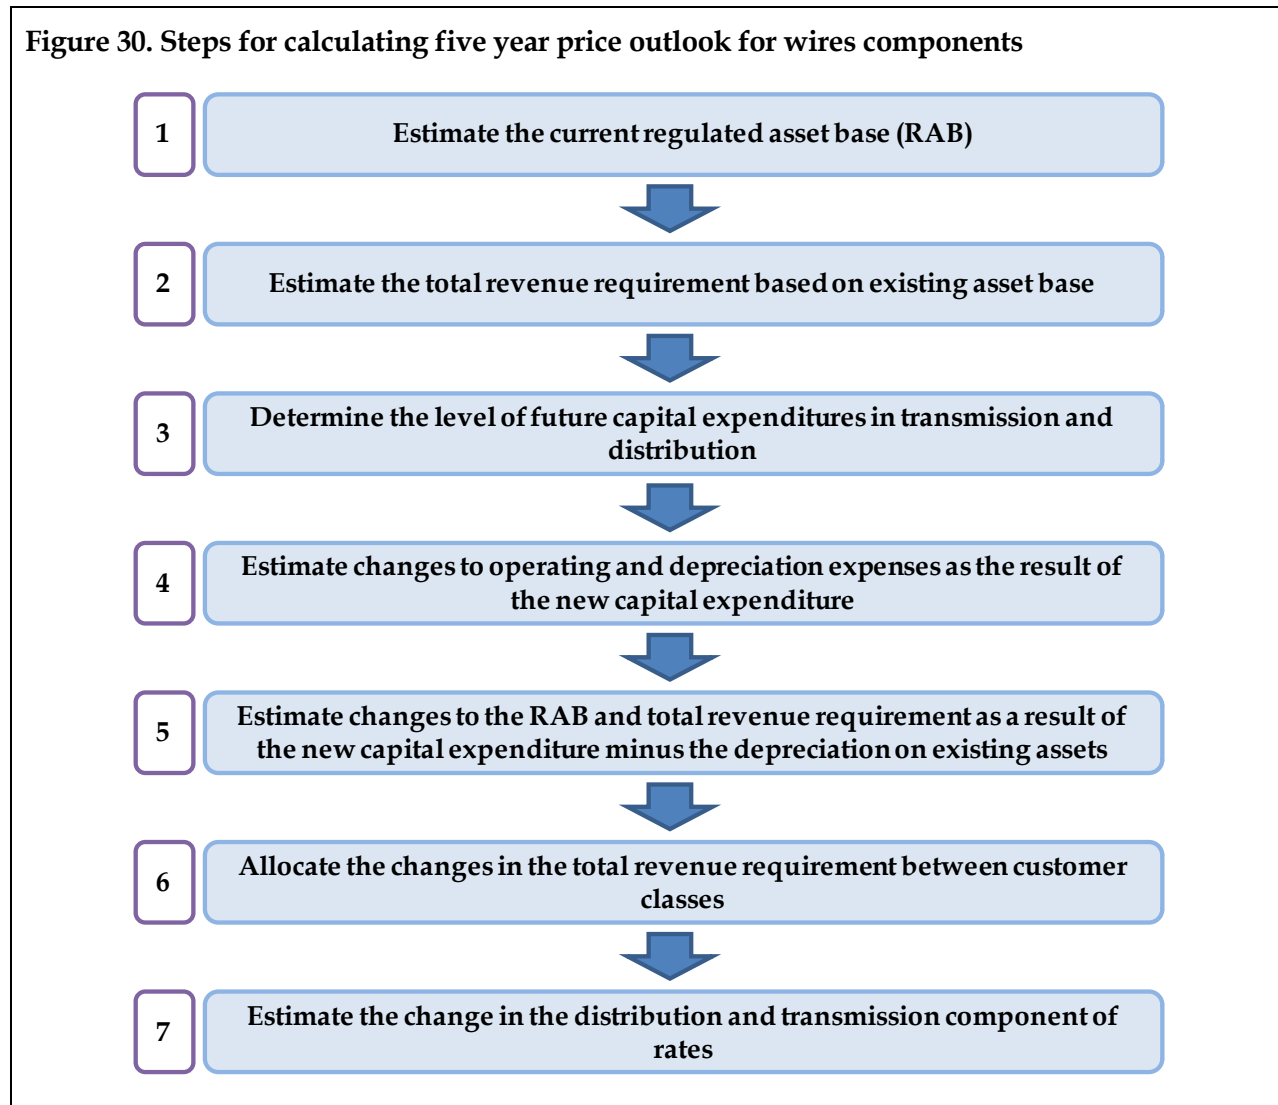 Figure 30. Steps for calculating five year price outlook for wires components
1
Estimate the current regulated asset base (RAB)
2
Estimate the total revenue requirement based on existing asset base
3
Determine the level of future capital expenditures in transmission and
distribution
4
Estimate changes to operating and depreciation expenses as the result of
the new capital expenditure
5
Estimate changes to the RAB and total revenue requirement as a result of
the new capital expenditure minus the depreciation on existing assets
6
Allocate the changes in the total revenue requirement between customer
classes
7
Estimate the change in the distribution and transmission component of
rates